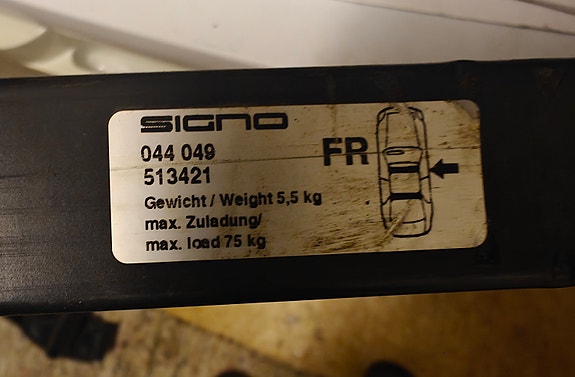 SIGNO
044 049
513421
FR
Gewicht / Weight 5,5 kg
max. Zuladung/
max. load 75 kg